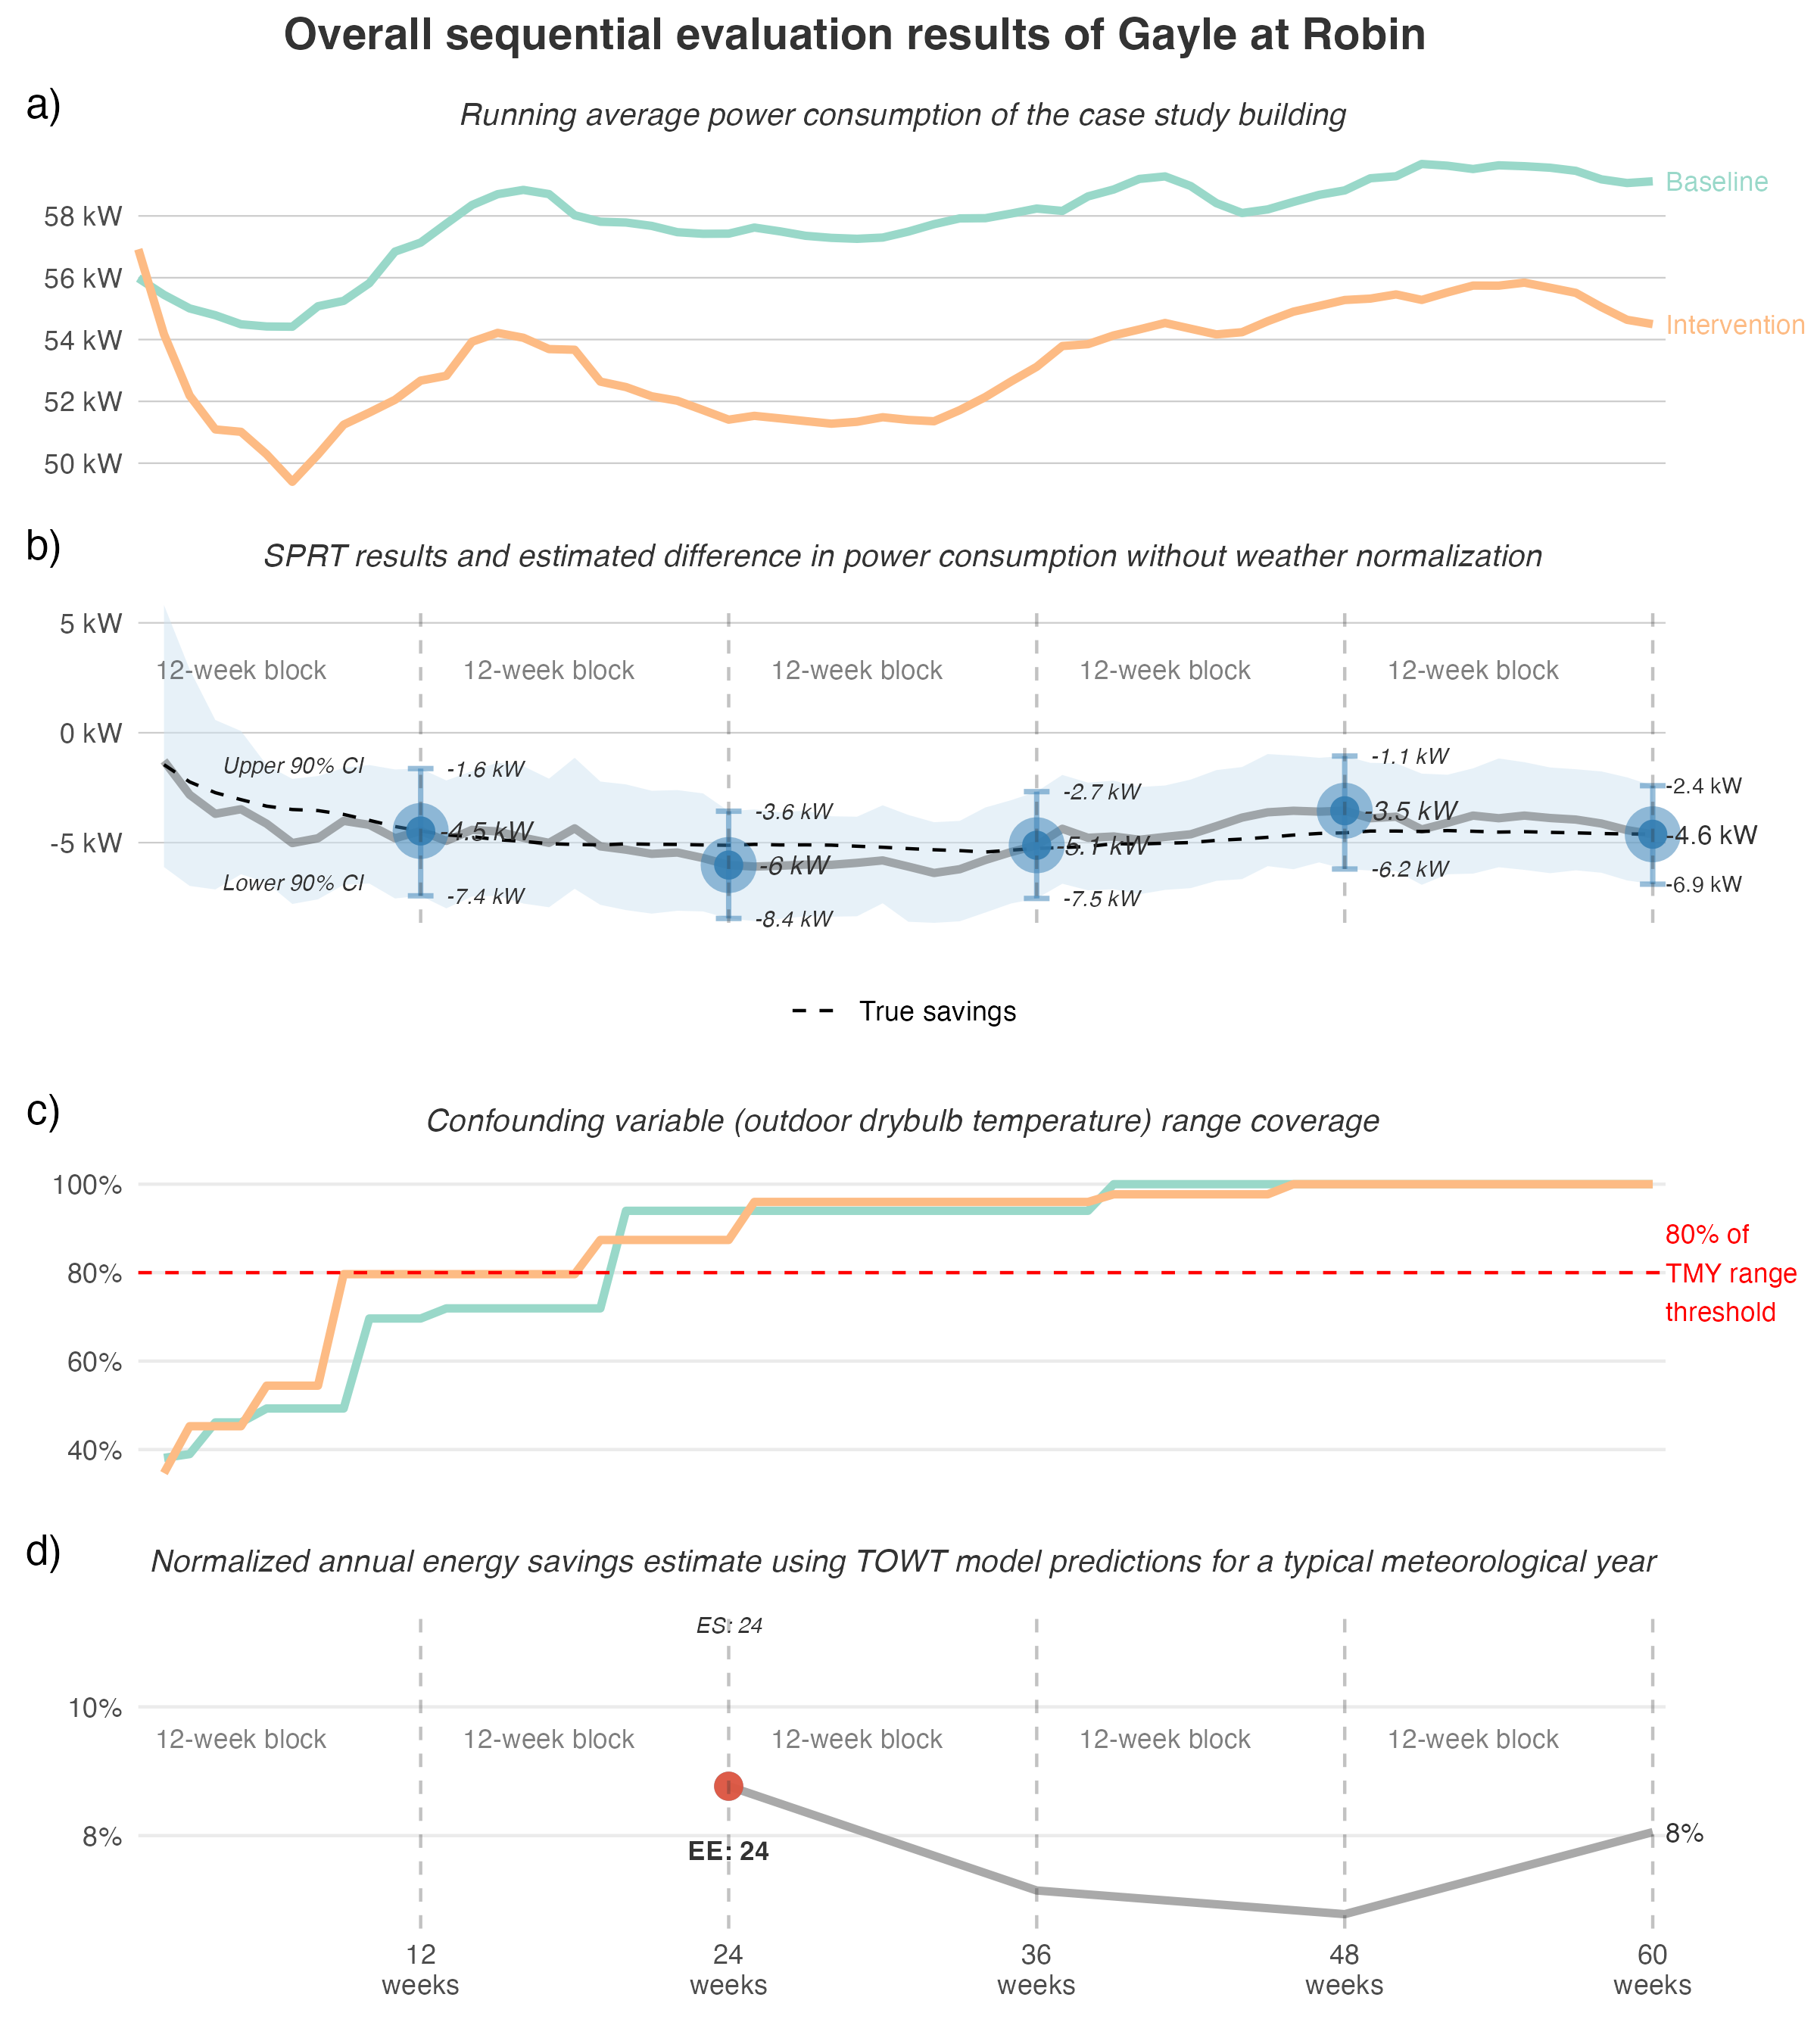 Overall sequential evaluation results of Gayle at Robin
a)
Running average power consumption of the case study building
58 kW
56 kW
54 kW
52 kW
50 kW
Baseline
Intervention
b)
SPRT results and estimated difference in power consumption without weather normalization
5 kW
0 kW
-5 kW
12-week block
12-week block
12-week block
12-week block
12-week block
Upper 90% CI
Lower 90% CI
-1.6 kW
-4.5 kW
-7.4 kW
-3.6 kW
-6 kW
-8.4 kW
-2.7 kW
-5.1 kW
-7.5 kW
-1.1 kW
-3.5 kW
-6.2 kW
-2.4 kW
-4.6 kW
-6.9 kW
True savings
c)
Confounding variable (outdoor drybulb temperature) range coverage
100%
80%
60%
40%
80% of
TMY range
threshold
d)
Normalized annual energy savings estimate using TOWT model predictions for a typical meteorological year
ES: 24
10%
8%
12-week block
12-week block
12-week block
12-week block
12-week block
EE: 24
8%
12
weeks
24
weeks
36
weeks
48
weeks
60
weeks